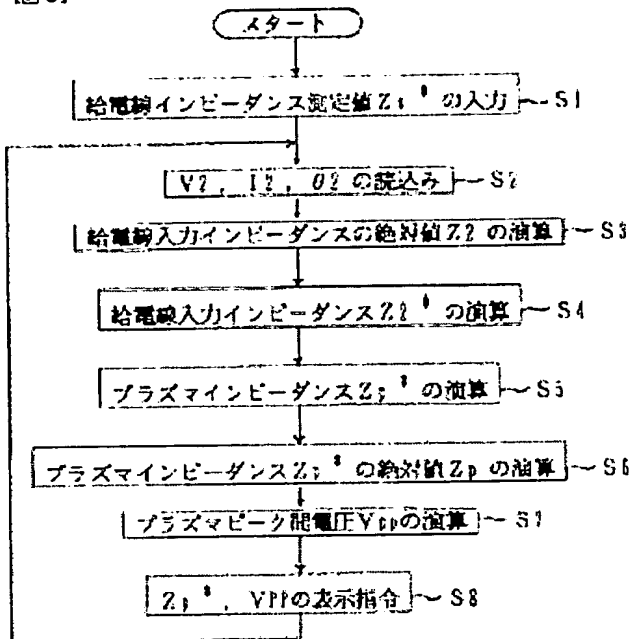 スタート
給電線インピーダンス測定値Zf* の入力 ～ S1
V2 , I2 , θ2 の読込み ～ S2
給電線入力インピーダンスの絶対値Z2 の演算 ～ S3
給電線入力インピーダンスZ2* の演算 ～ S4
プラズマインピーダンスZp* の演算 ～ S5
プラズマインピーダンスZp* の絶対値Zp の演算 ～ S6
プラズマピーク間電圧Vppの演算 ～ S7
Zp* , VPPの表示指令 ～ S8